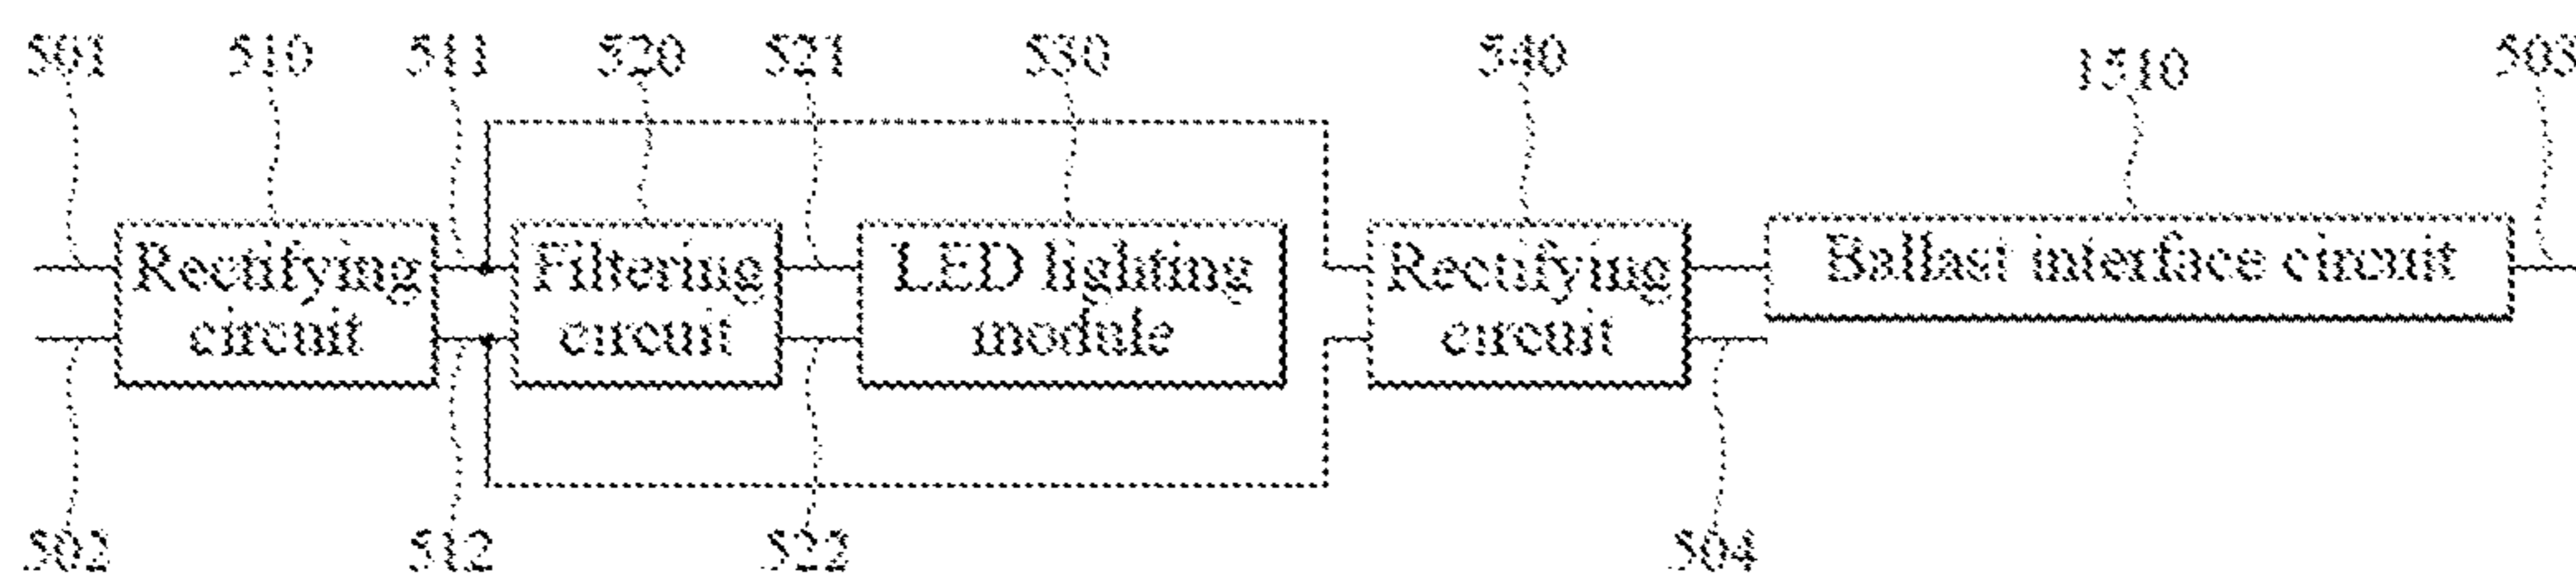 501 510 511 520 521 530 540 1510 503
Rectifying circuit
Filtering circuit
LED lighting module
Rectifying circuit
Ballast interface circuit
502 512 522 504